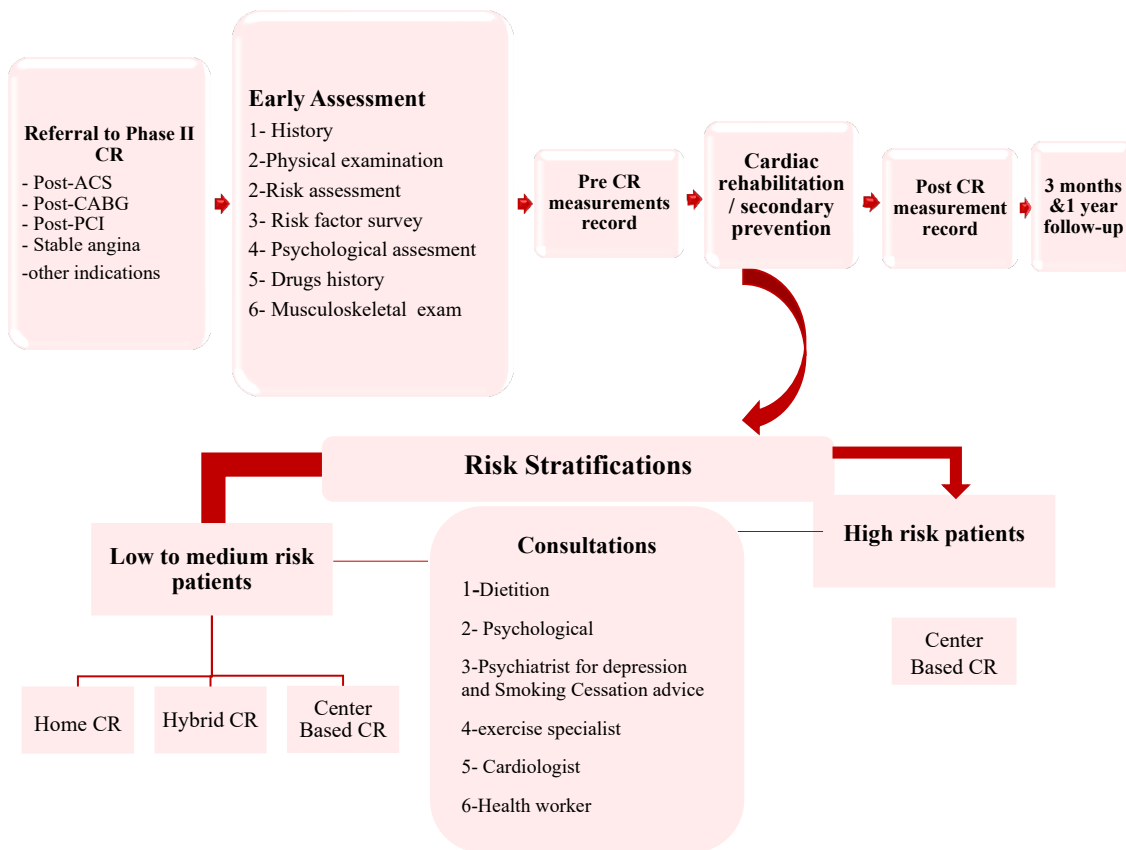 Referral to Phase II
CR
- Post-ACS
- Post-CABG
- Post-PCI
- Stable angina
-other indications
Early Assessment
1- History
2-Physical examination
2-Risk assessment
3- Risk factor survey
4- Psychological assesment
5- Drugs history
6- Musculoskeletal exam
Pre CR
measurements
record
Cardiac
rehabilitation
/ secondary
prevention
Post CR
measurement
record
3 months
&1 year
follow-up
Risk Stratifications
Low to medium risk
patients
Home CR
Hybrid CR
Center
Based CR
Consultations
1-Dietition
2- Psychological
3-Psychiatrist for depression
and Smoking Cessation advice
4-exercise specialist
5- Cardiologist
6-Health worker
High risk patients
Center
Based CR